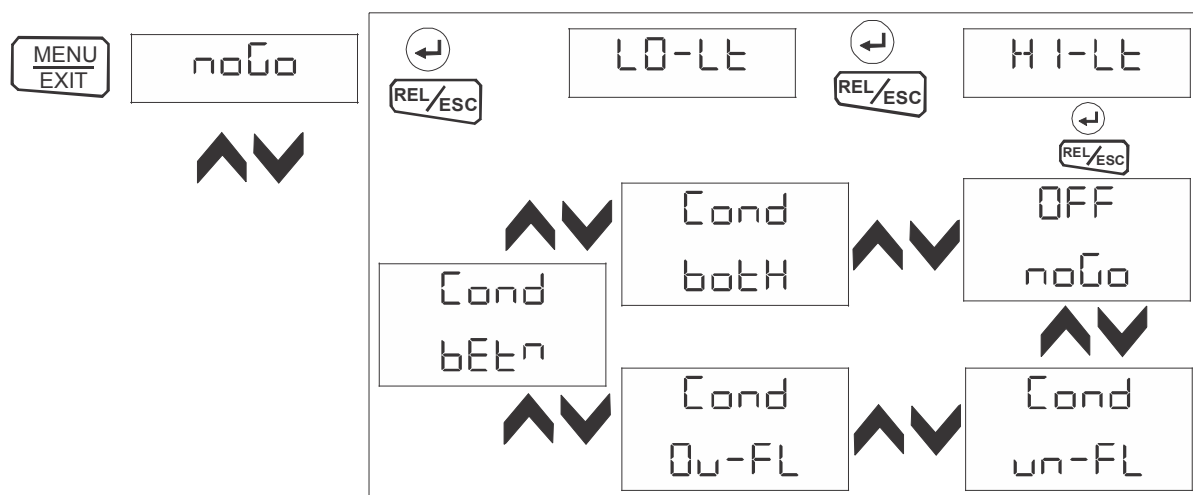 MENU
EXIT
noGo
REL/ESC
LO-Lt
REL/ESC
HI-Lt
REL/ESC
Cond
botH
OFF
noGo
Cond
bEtn
Cond
Ou-FL
Cond
un-FL